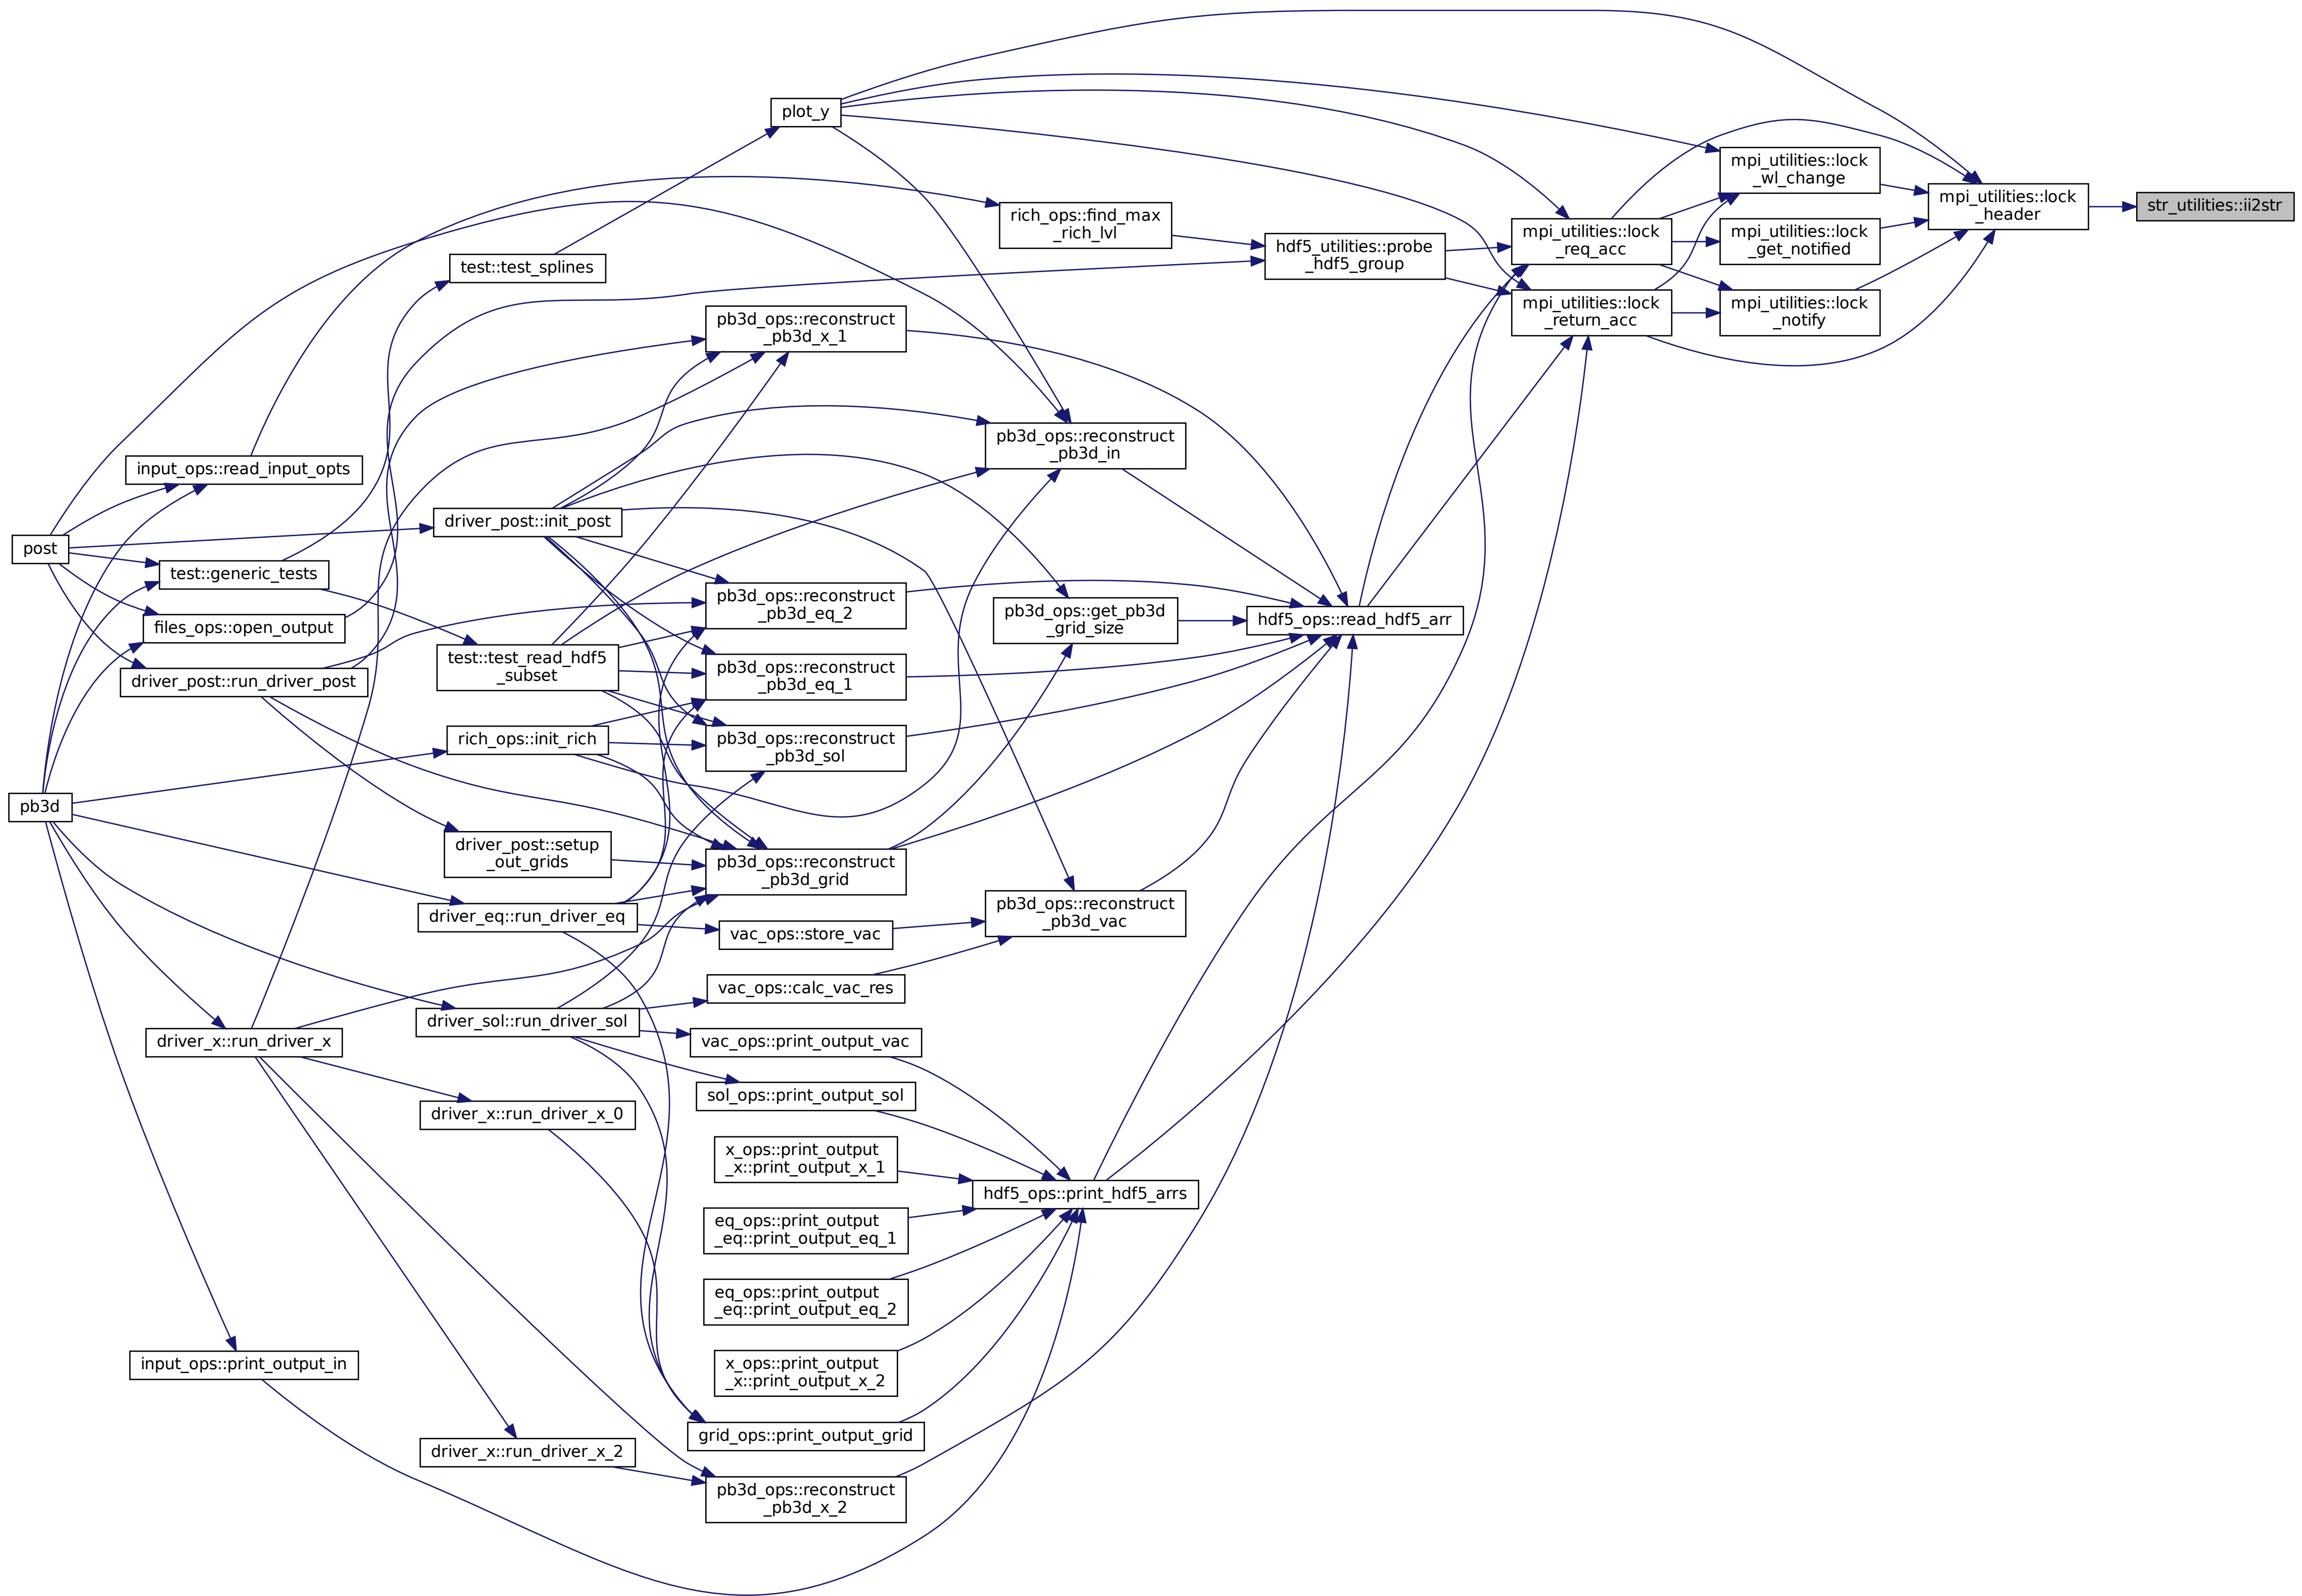 plot_y
mpi_utilities::lock
_wl_change
mpi_utilities::lock
_header
str_utilities::ii2str
rich_ops::find_max
_rich_lvl
mpi_utilities::lock
_req_acc
mpi_utilities::lock
_get_notified
hdf5_utilities::probe
_hdf5_group
test::test_splines
mpi_utilities::lock
_return_acc
mpi_utilities::lock
_notify
pb3d_ops::reconstruct
_pb3d_x_1
pb3d_ops::reconstruct
_pb3d_in
input_ops::read_input_opts
driver_post::init_post
post
test::generic_tests
pb3d_ops::reconstruct
_pb3d_eq_2
pb3d_ops::get_pb3d
_grid_size
hdf5_ops::read_hdf5_arr
files_ops::open_output
test::test_read_hdf5
_subset
pb3d_ops::reconstruct
_pb3d_eq_1
driver_post::run_driver_post
rich_ops::init_rich
pb3d_ops::reconstruct
_pb3d_sol
pb3d
driver_post::setup
_out_grids
pb3d_ops::reconstruct
_pb3d_grid
driver_eq::run_driver_eq
vac_ops::store_vac
pb3d_ops::reconstruct
_pb3d_vac
vac_ops::calc_vac_res
driver_sol::run_driver_sol
driver_x::run_driver_x
vac_ops::print_output_vac
sol_ops::print_output_sol
driver_x::run_driver_x_0
x_ops::print_output
_x::print_output_x_1
hdf5_ops::print_hdf5_arrs
eq_ops::print_output
_eq::print_output_eq_1
eq_ops::print_output
_eq::print_output_eq_2
input_ops::print_output_in
x_ops::print_output
_x::print_output_x_2
grid_ops::print_output_grid
driver_x::run_driver_x_2
pb3d_ops::reconstruct
_pb3d_x_2